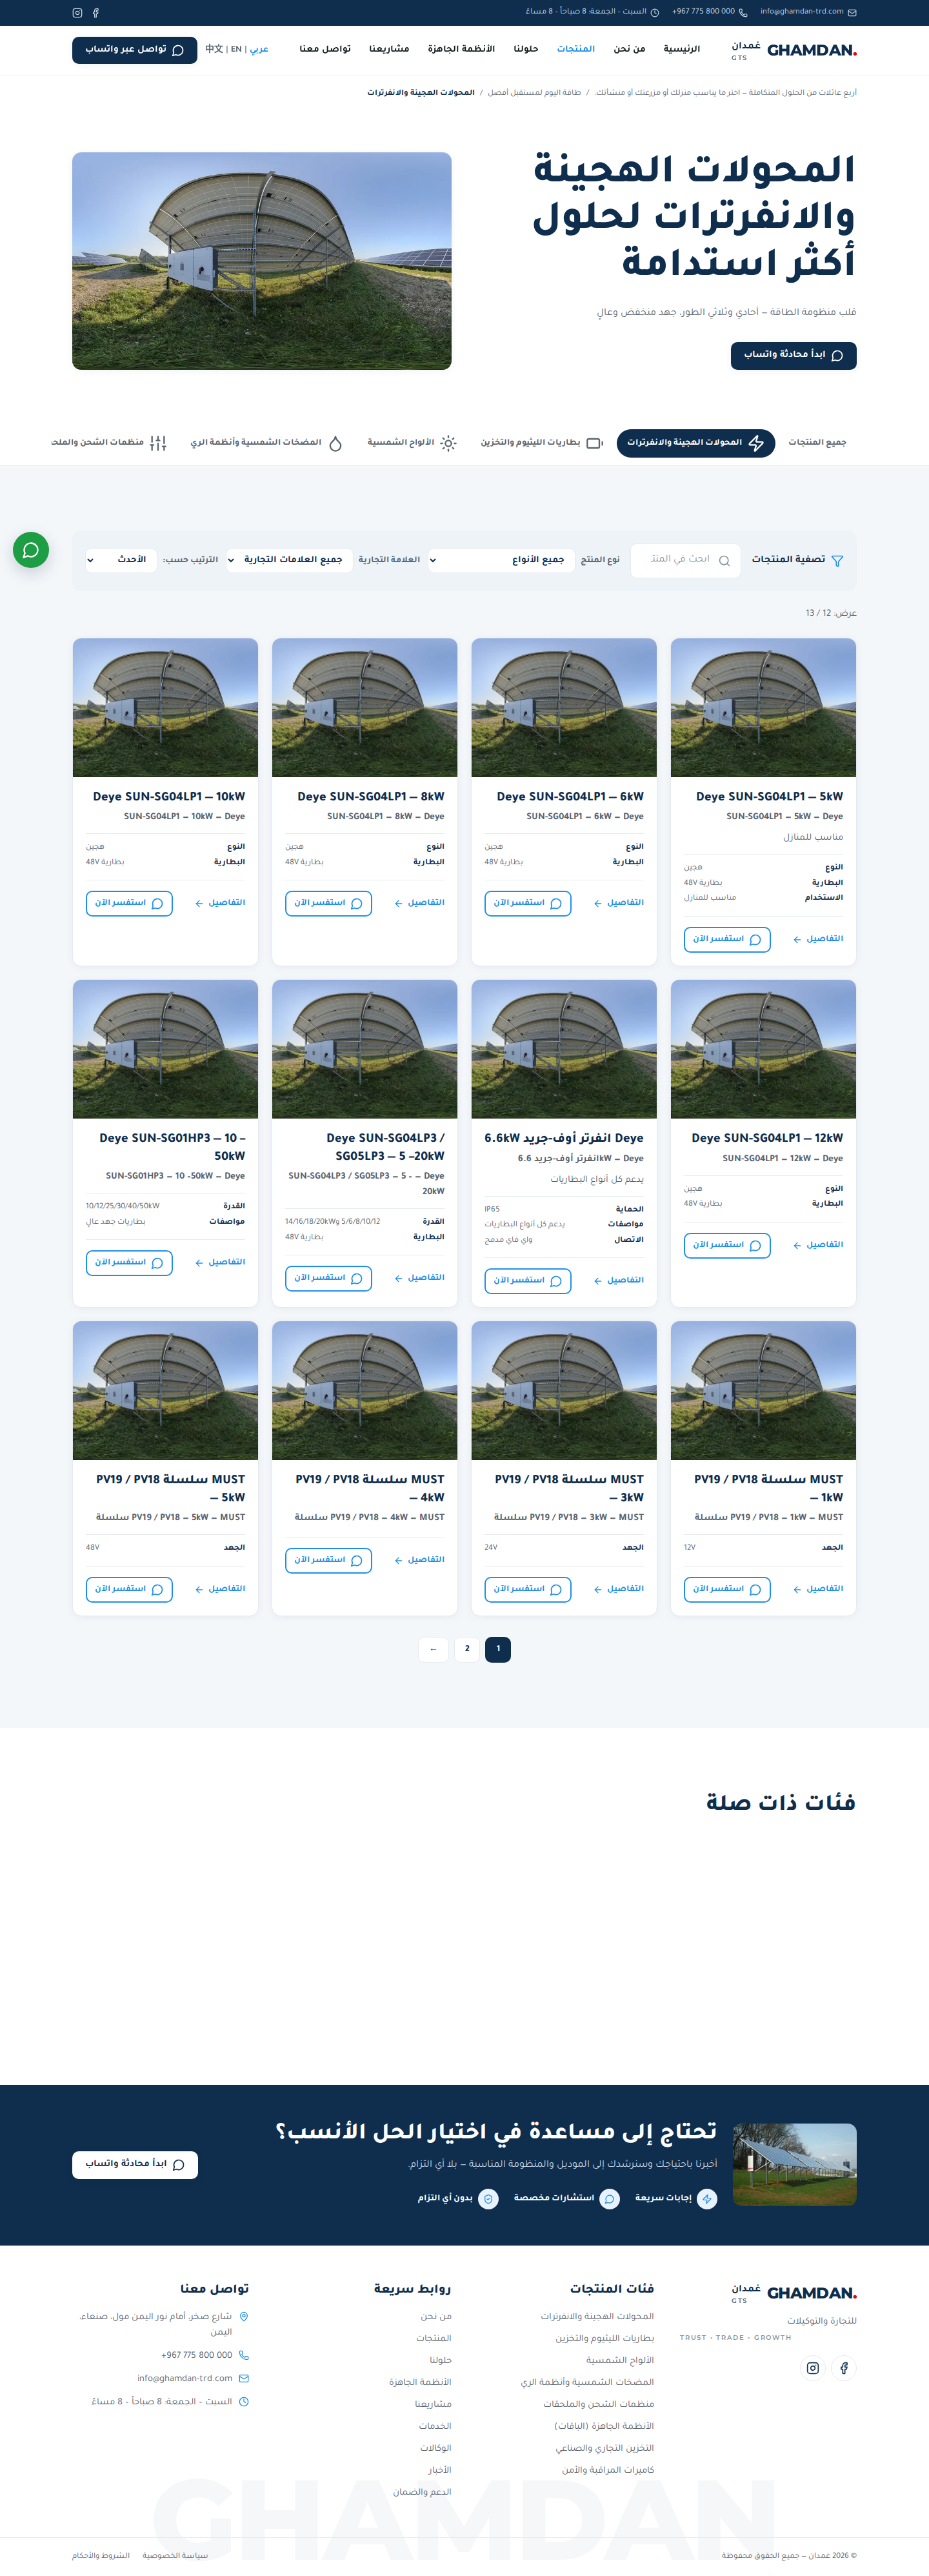 info@ghamdan-trd.com
+967 775 800 000
السبت – الجمعة: 8 صباحاً – 8 مساءً
GHAMDAN.
غمدان
GTS
الرئيسية
من نحن
المنتجات
حلولنا
الأنظمة الجاهزة
مشاريعنا
تواصل معنا
عربي | EN | 中文
تواصل عبر واتساب
أربع عائلات من الحلول المتكاملة — اختر ما يناسب منزلك أو مزرعتك أو منشأتك. / طاقة اليوم لمستقبل أفضل / المحولات الهجينة والانفرترات
المحولات الهجينة
والانفرترات لحلول
أكثر استدامة
قلب منظومة الطاقة — أحادي وثلاثي الطور، جهد منخفض وعالٍ
ابدأ محادثة واتساب
جميع المنتجات
المحولات الهجينة والانفرترات
بطاريات الليثيوم والتخزين
الألواح الشمسية
المضخات الشمسية وأنظمة الري
منظمات الشحن والملح
تصفية المنتجات
ابحث في المنت
نوع المنتج
جميع الأنواع
العلامة التجارية
جميع العلامات التجارية
الترتيب حسب:
الأحدث
عرض: 12 / 13
Deye SUN-SG04LP1 — 5kW
SUN-SG04LP1 — 5kW — Deye
مناسب للمنازل
النوع هجين
البطارية بطارية 48V
الاستخدام مناسب للمنازل
التفاصيل ←
استفسر الآن
Deye SUN-SG04LP1 — 6kW
SUN-SG04LP1 — 6kW — Deye
النوع هجين
البطارية بطارية 48V
التفاصيل ←
استفسر الآن
Deye SUN-SG04LP1 — 8kW
SUN-SG04LP1 — 8kW — Deye
النوع هجين
البطارية بطارية 48V
التفاصيل ←
استفسر الآن
Deye SUN-SG04LP1 — 10kW
SUN-SG04LP1 — 10kW — Deye
النوع هجين
البطارية بطارية 48V
التفاصيل ←
استفسر الآن
Deye SUN-SG04LP1 — 12kW
SUN-SG04LP1 — 12kW — Deye
النوع هجين
البطارية بطارية 48V
التفاصيل ←
استفسر الآن
Deye انفرتر أوف-جريد 6.6kW
انفرتر أوف-جريد 6.6kW — Deye
يدعم كل أنواع البطاريات
الحماية IP65
مواصفات يدعم كل أنواع البطاريات
الاتصال واي فاي مدمج
التفاصيل ←
استفسر الآن
Deye SUN-SG04LP3 /
SG05LP3 — 5 –20kW
SUN-SG04LP3 / SG05LP3 — 5 - — Deye
20kW
القدرة 5/6/8/10/12 و14/16/18/20kW
البطارية بطارية 48V
التفاصيل ←
استفسر الآن
Deye SUN-SG01HP3 — 10 –
50kW
SUN-SG01HP3 — 10 –50kW — Deye
القدرة 10/12/25/30/40/50kW
مواصفات بطاريات جهد عالٍ
التفاصيل ←
استفسر الآن
MUST سلسلة PV19 / PV18
— 1kW
سلسلة PV19 / PV18 — 1kW — MUST
الجهد 12V
التفاصيل ←
استفسر الآن
MUST سلسلة PV19 / PV18
— 3kW
سلسلة PV19 / PV18 — 3kW — MUST
الجهد 24V
التفاصيل ←
استفسر الآن
MUST سلسلة PV19 / PV18
— 4kW
سلسلة PV19 / PV18 — 4kW — MUST
التفاصيل ←
استفسر الآن
MUST سلسلة PV19 / PV18
— 5kW
سلسلة PV19 / PV18 — 5kW — MUST
الجهد 48V
التفاصيل ←
استفسر الآن
1 2 ←
فئات ذات صلة
تحتاج إلى مساعدة في اختيار الحل الأنسب؟
أخبرنا باحتياجك وسنرشدك إلى الموديل والمنظومة المناسبة — بلا أي التزام.
إجابات سريعة
استشارات مخصصة
بدون أي التزام
ابدأ محادثة واتساب
GHAMDAN.
غمدان
GTS
للتجارة والتوكيلات
TRUST • TRADE • GROWTH
فئات المنتجات
المحولات الهجينة والانفرترات
بطاريات الليثيوم والتخزين
الألواح الشمسية
المضخات الشمسية وأنظمة الري
منظمات الشحن والملحقات
الأنظمة الجاهزة (الباقات)
التخزين التجاري والصناعي
كاميرات المراقبة والأمن
روابط سريعة
من نحن
المنتجات
حلولنا
الأنظمة الجاهزة
مشاريعنا
الخدمات
الوكالات
الأخبار
الدعم والضمان
تواصل معنا
شارع صخر، أمام نور اليمن مول، صنعاء،
اليمن
+967 775 800 000
info@ghamdan-trd.com
السبت – الجمعة: 8 صباحاً – 8 مساءً
GHAMDAN
© 2026 غمدان — جميع الحقوق محفوظة
سياسة الخصوصية
الشروط والأحكام